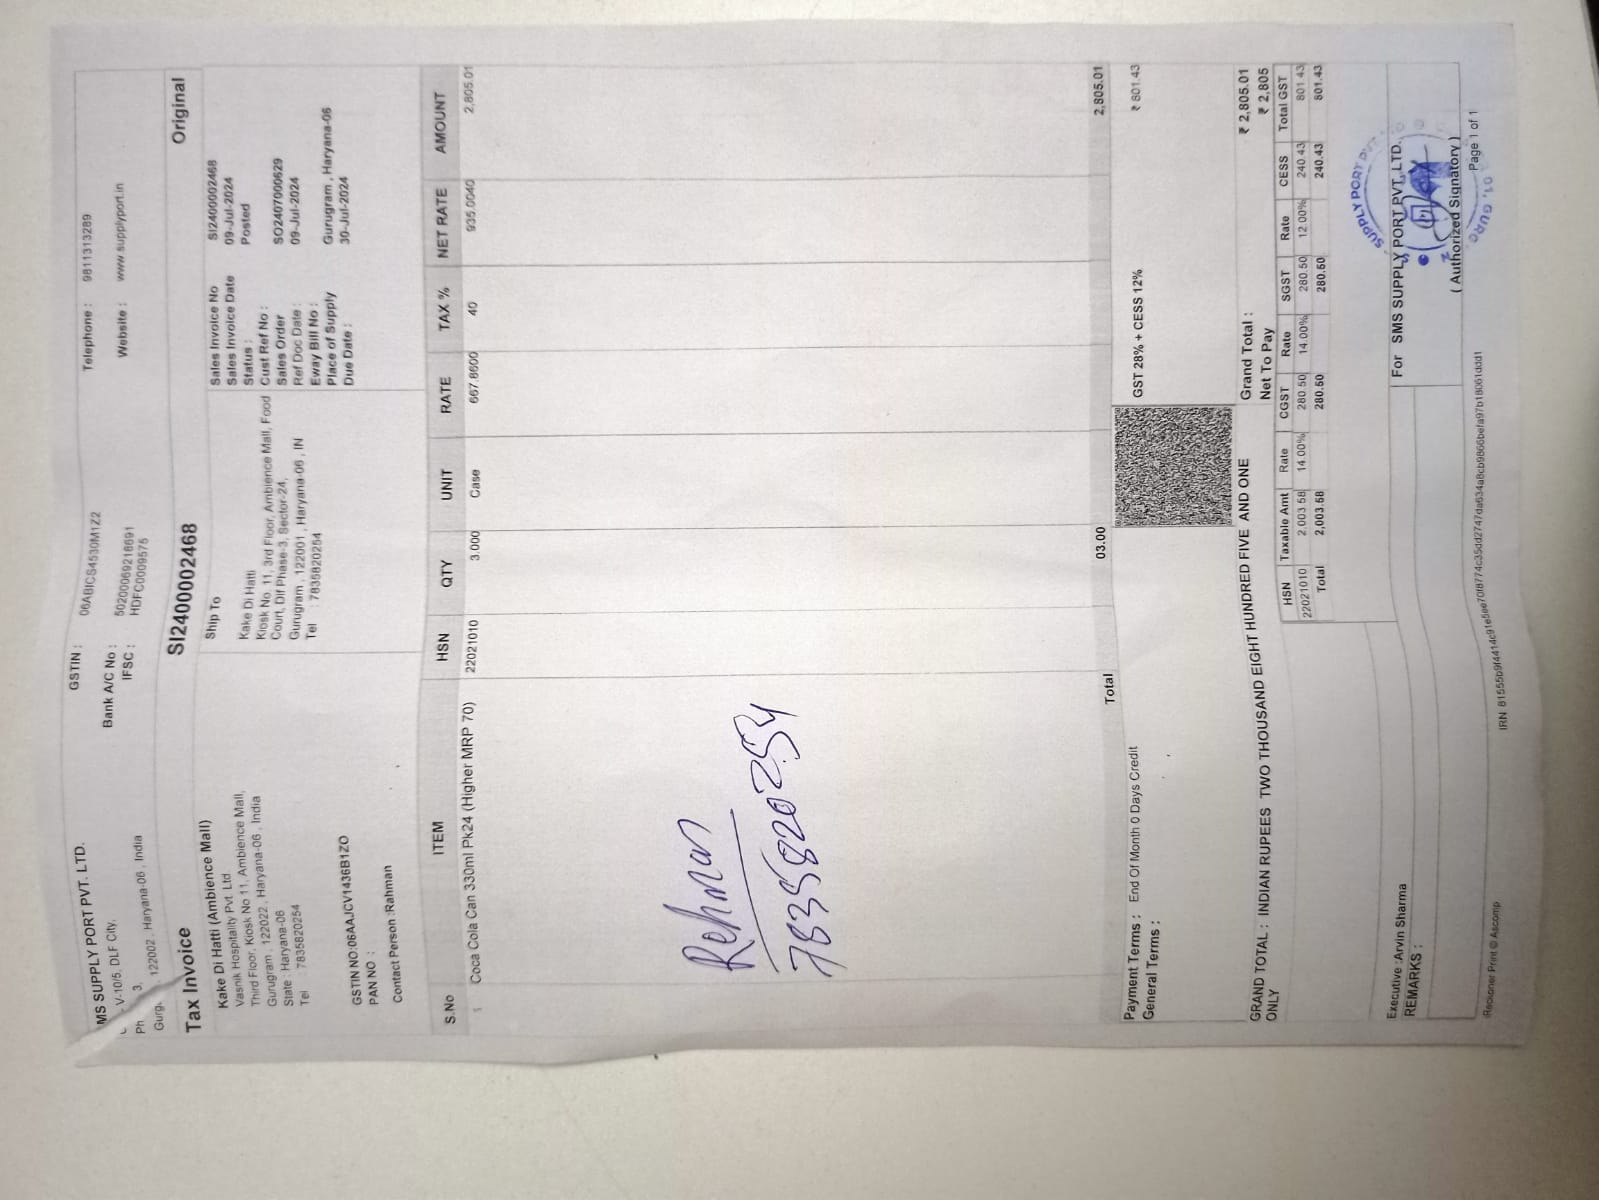 MS SUPPLY PORT PVT. LTD.
V-10/5, DLF City,
Ph 3,
122002, Haryana-06, India
GSTIN : 06ABICS4530M1Z2
Bank A/C No : 50200069218691
IFSC : HDFC0009575
Telephone : 9811313289
Website : www.supplyport.in
Tax Invoice SI2400002468 Original
Kake Di Hatti (Ambience Mall)
Vasnik Hospitality Pvt. Ltd
Third Floor, Kiosk No 11, Ambience Mall,
Gurugram : 122022, Haryana-06, India
State : Haryana-06
Tel 7835820254
GSTIN NO:06AAJCV1436B1ZO
PAN NO :
Contact Person :Rahman
Ship To
Kake Di Hatti
Kiosk No. 11, 3rd Floor, Ambience Mall, Food
Court, Dlf Phase-3, Sector-24,
Gurugram, 122001, Haryana-06, IN
Tel : 7835820254
Sales Invoice No SI2400002468
Sales Invoice Date 09-Jul-2024
Status : Posted
Cust Ref No :
Sales Order SO2407000629
Ref Doc Date : 09-Jul-2024
Eway Bill No :
Place of Supply Gurugram, Haryana-06
Due Date : 30-Jul-2024
S.No ITEM HSN QTY UNIT RATE TAX % NET RATE AMOUNT
1 Coca Cola Can 330ml Pk24 (Higher MRP 70) 22021010 3.000 Case 667.8600 40 935.0040 2,805.01
Rehman
7835820254
Total 03.00 2,805.01
Payment Terms : End Of Month 0 Days Credit
General Terms :
GST 28% + CESS 12% ₹ 801.43
GRAND TOTAL : INDIAN RUPEES TWO THOUSAND EIGHT HUNDRED FIVE AND ONE
ONLY
Grand Total : ₹ 2,805.01
Net To Pay ₹ 2,805
HSN Taxable Amt Rate CGST Rate SGST Rate CESS Total GST
22021010 2,003.58 14.00% 280.50 14.00% 280.50 12.00% 240.43 801.43
Total 2,003.58 280.50 280.50 240.43 801.43
Executive :Arvin Sharma
REMARKS :
For SMS SUPPLY PORT PVT. LTD.
SUPPLY PORT PVT
( Authorized Signatory )
Page 1 of 1
Reckoner Print © Ascomp